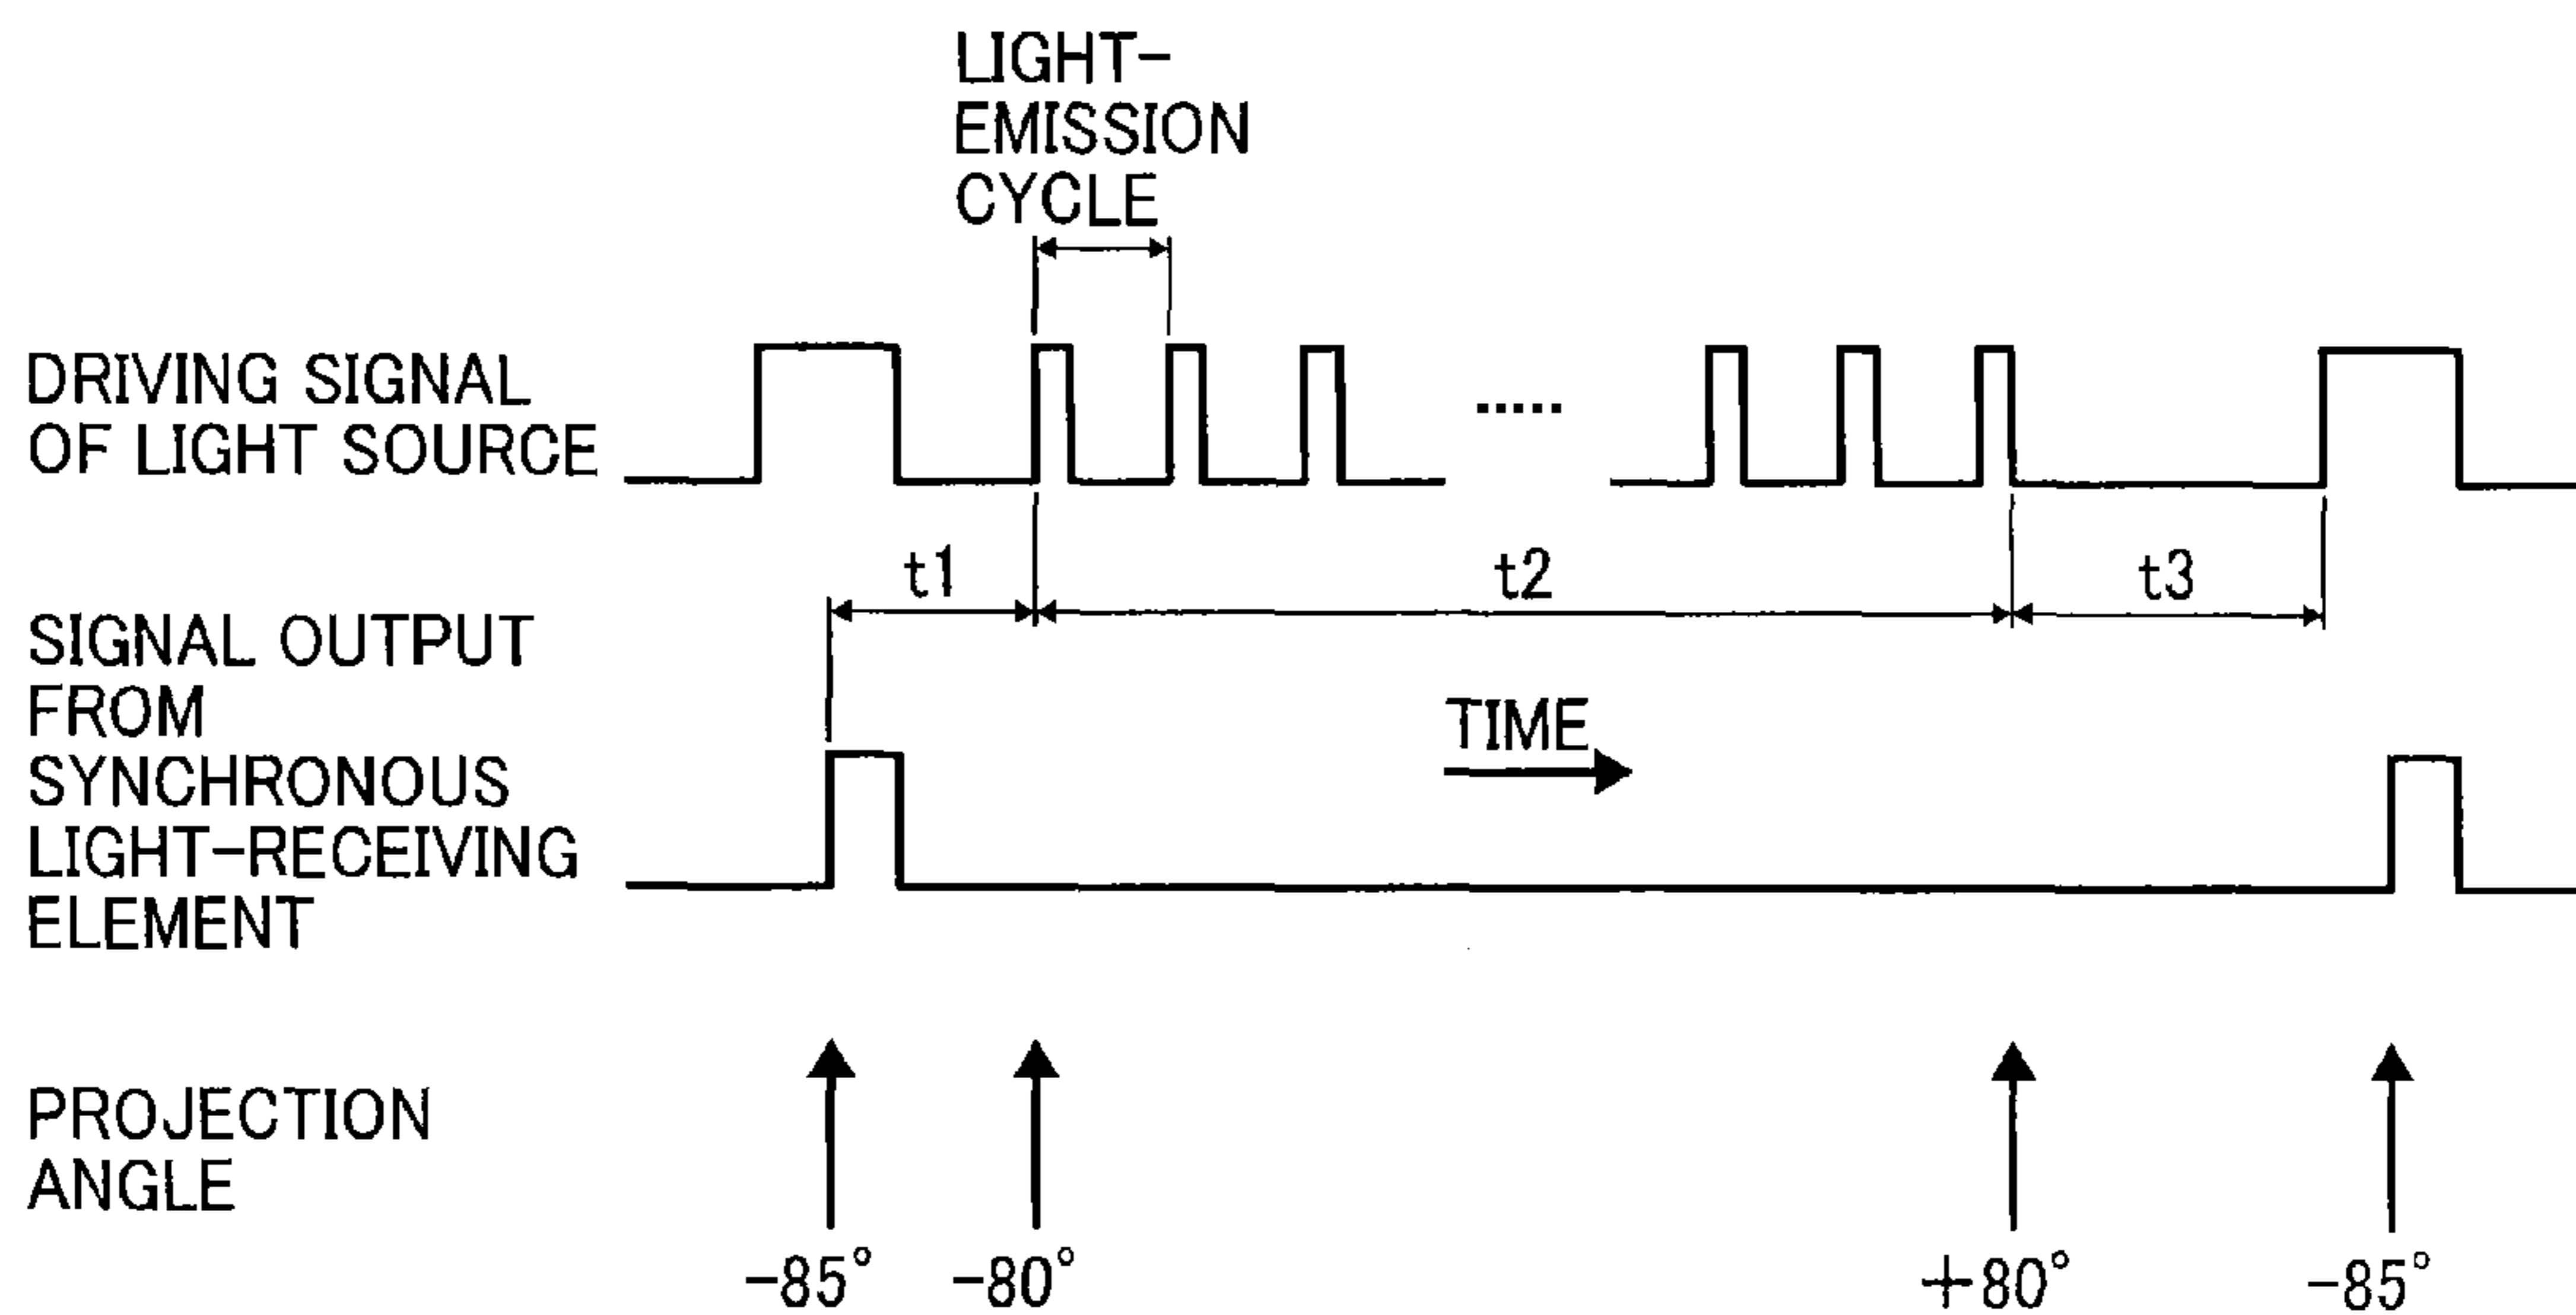 LIGHT-
EMISSION
CYCLE
DRIVING SIGNAL
OF LIGHT SOURCE
.....
t1
t2
t3
SIGNAL OUTPUT
FROM
SYNCHRONOUS
LIGHT-RECEIVING
ELEMENT
TIME
PROJECTION
ANGLE
-85°
-80°
+80°
-85°